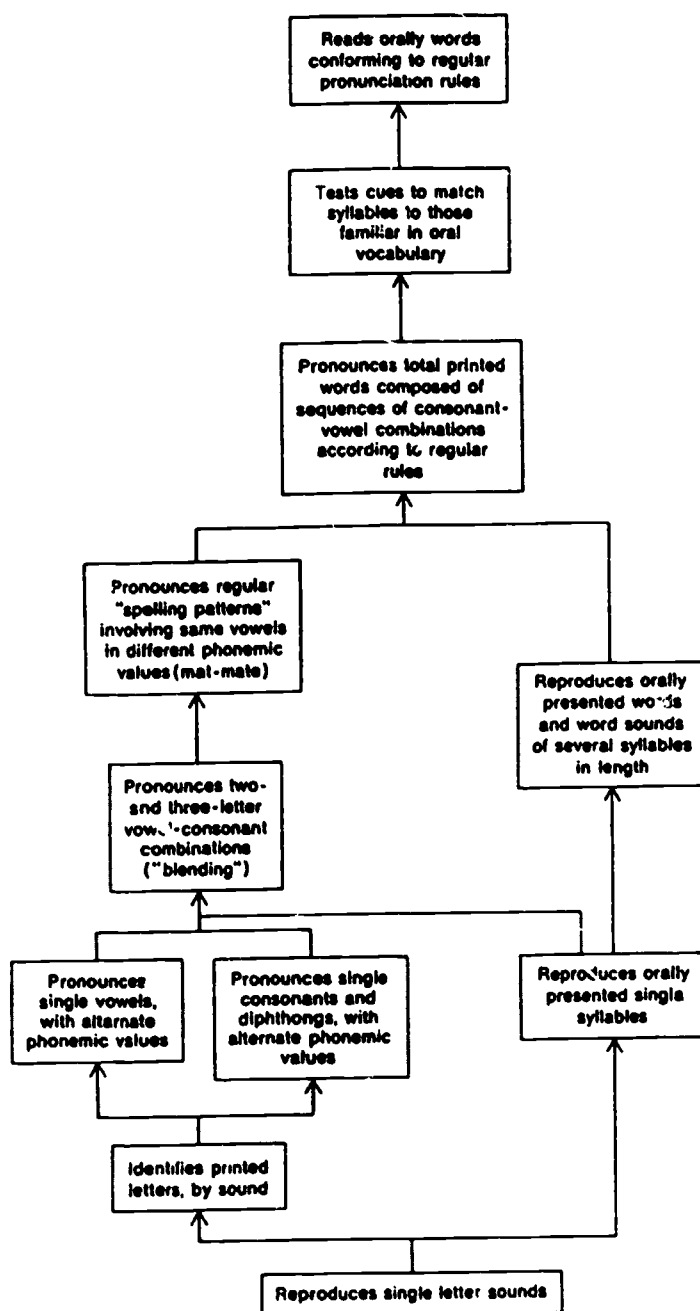 Reads orally words
conforming to regular
pronunciation rules
Tests cues to match
syllables to those
familiar in oral
vocabulary
Pronounces total printed
words composed of
sequences of consonant-
vowel combinations
according to regular
rules
Pronounces regular
"spelling patterns"
involving same vowels
in different phonemic
values (mat-mate)
Reproduces orally
presented words
and word sounds
of several syllables
in length
Pronounces two-
and three-letter
vowel-consonant
combinations
("blending")
Pronounces
single vowels,
with alternate
phonemic values
Pronounces single
consonants and
diphthongs, with
alternate phonemic
values
Reproduces orally
presented single
syllables
Identifies printed
letters, by sound
Reproduces single letter sounds